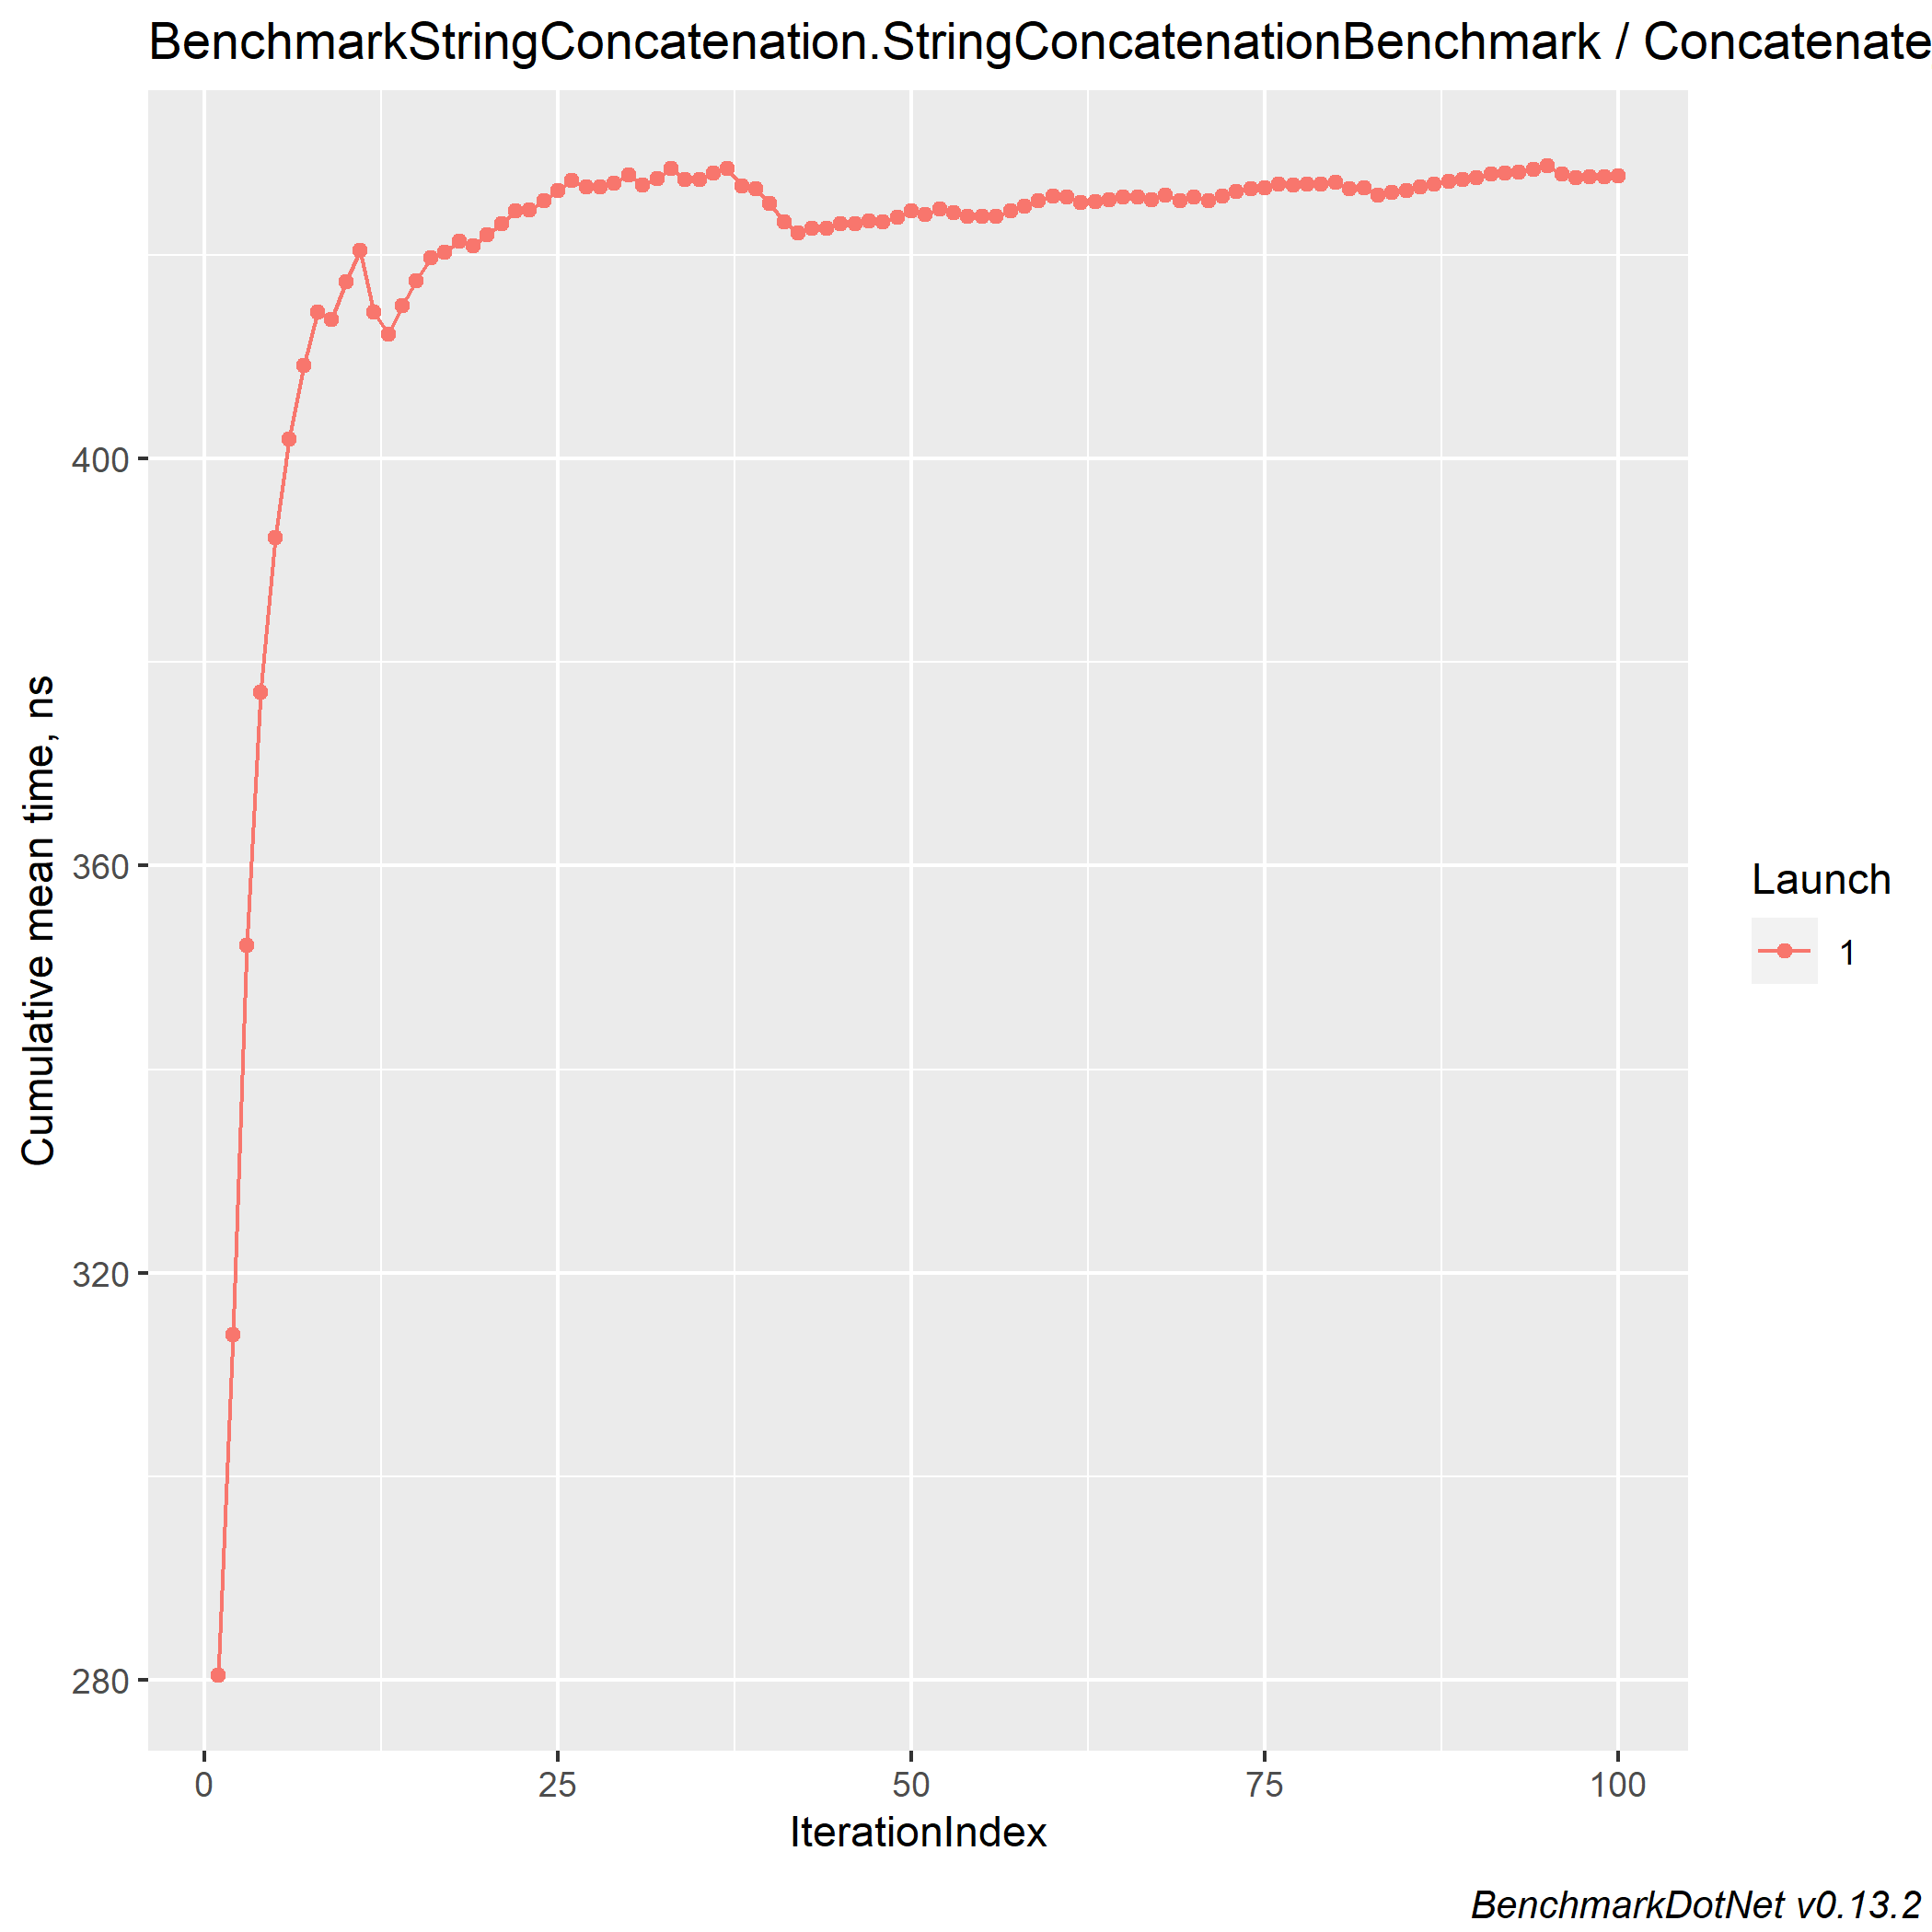 BenchmarkStringConcatenation.StringConcatenationBenchmark / Concatenate
Cumulative mean time, ns
400
360
320
280
0 25 50 75 100
IterationIndex
Launch
1
BenchmarkDotNet v0.13.2